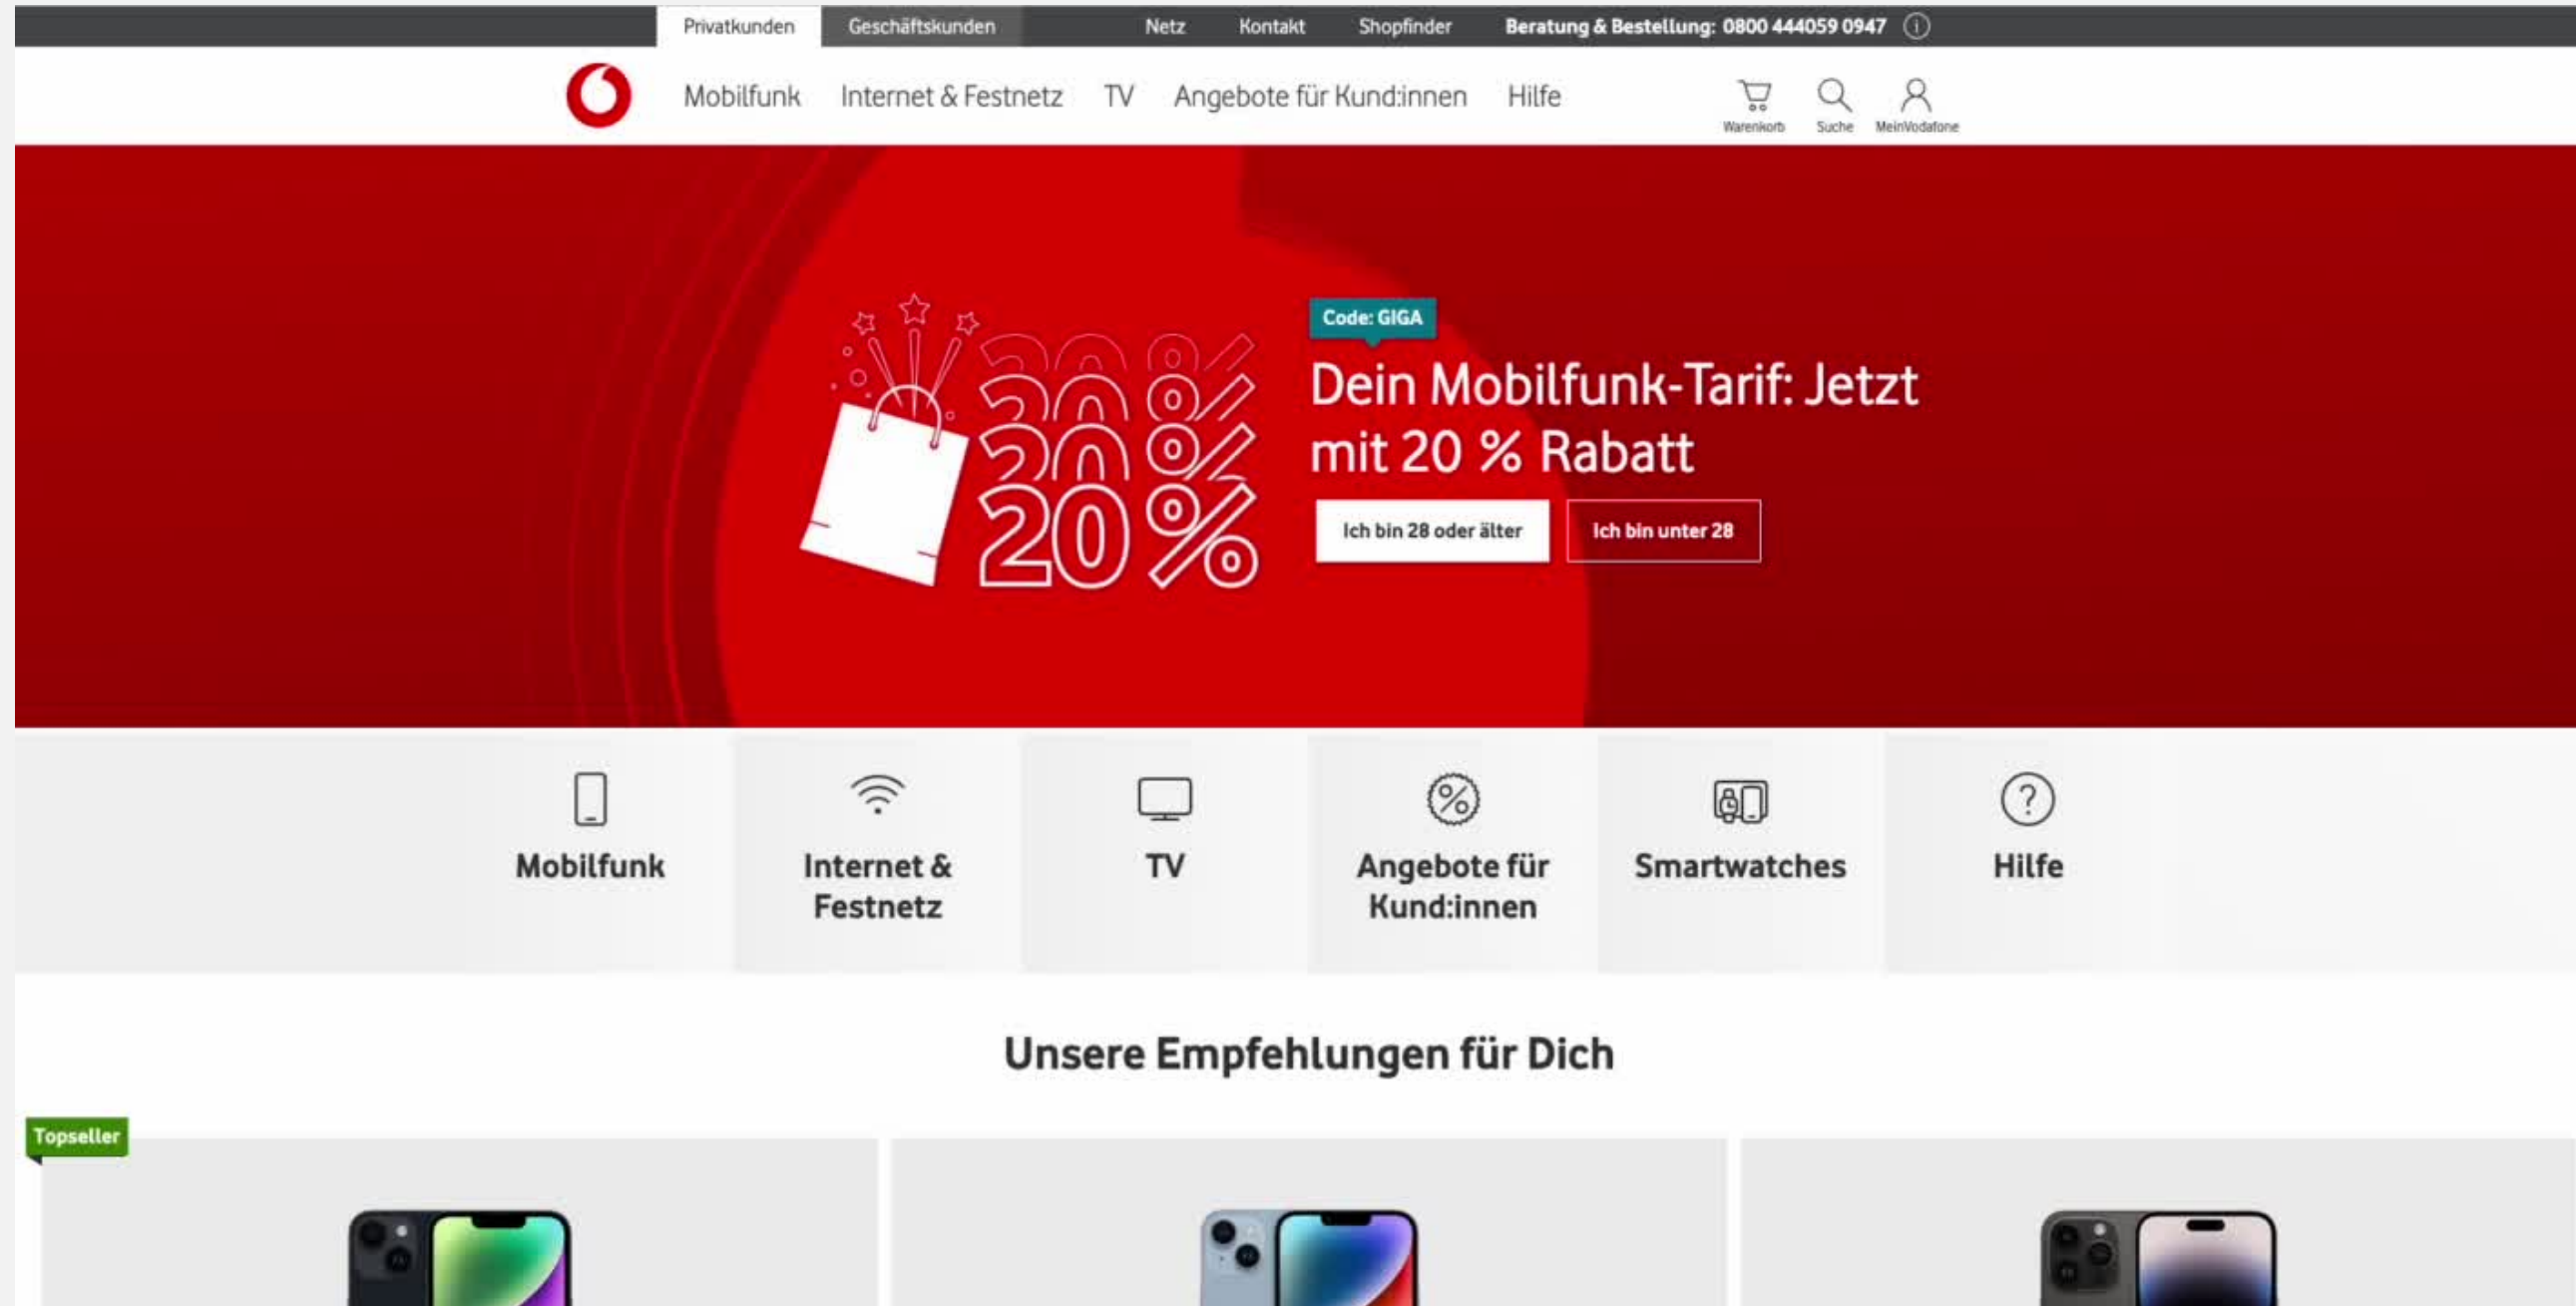 Privatkunden Geschäftskunden Netz Kontakt Shopfinder Beratung & Bestellung: 0800 444059 0947
Mobilfunk Internet & Festnetz TV Angebote für Kund:innen Hilfe
Warenkorb Suche MeinVodafone
20%
20%
20%
Code: GIGA
Dein Mobilfunk-Tarif: Jetzt
mit 20 % Rabatt
Ich bin 28 oder älter Ich bin unter 28
Mobilfunk
Internet &
Festnetz
TV
Angebote für
Kund:innen
Smartwatches
Hilfe
Unsere Empfehlungen für Dich
Topseller